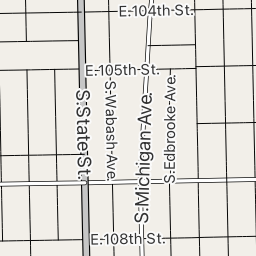 E. 104th St.
E. 105th St.
S. State St.
S. Wabash Ave.
S. Michigan Ave.
S. Edbrooke Ave.
E. 108th St.